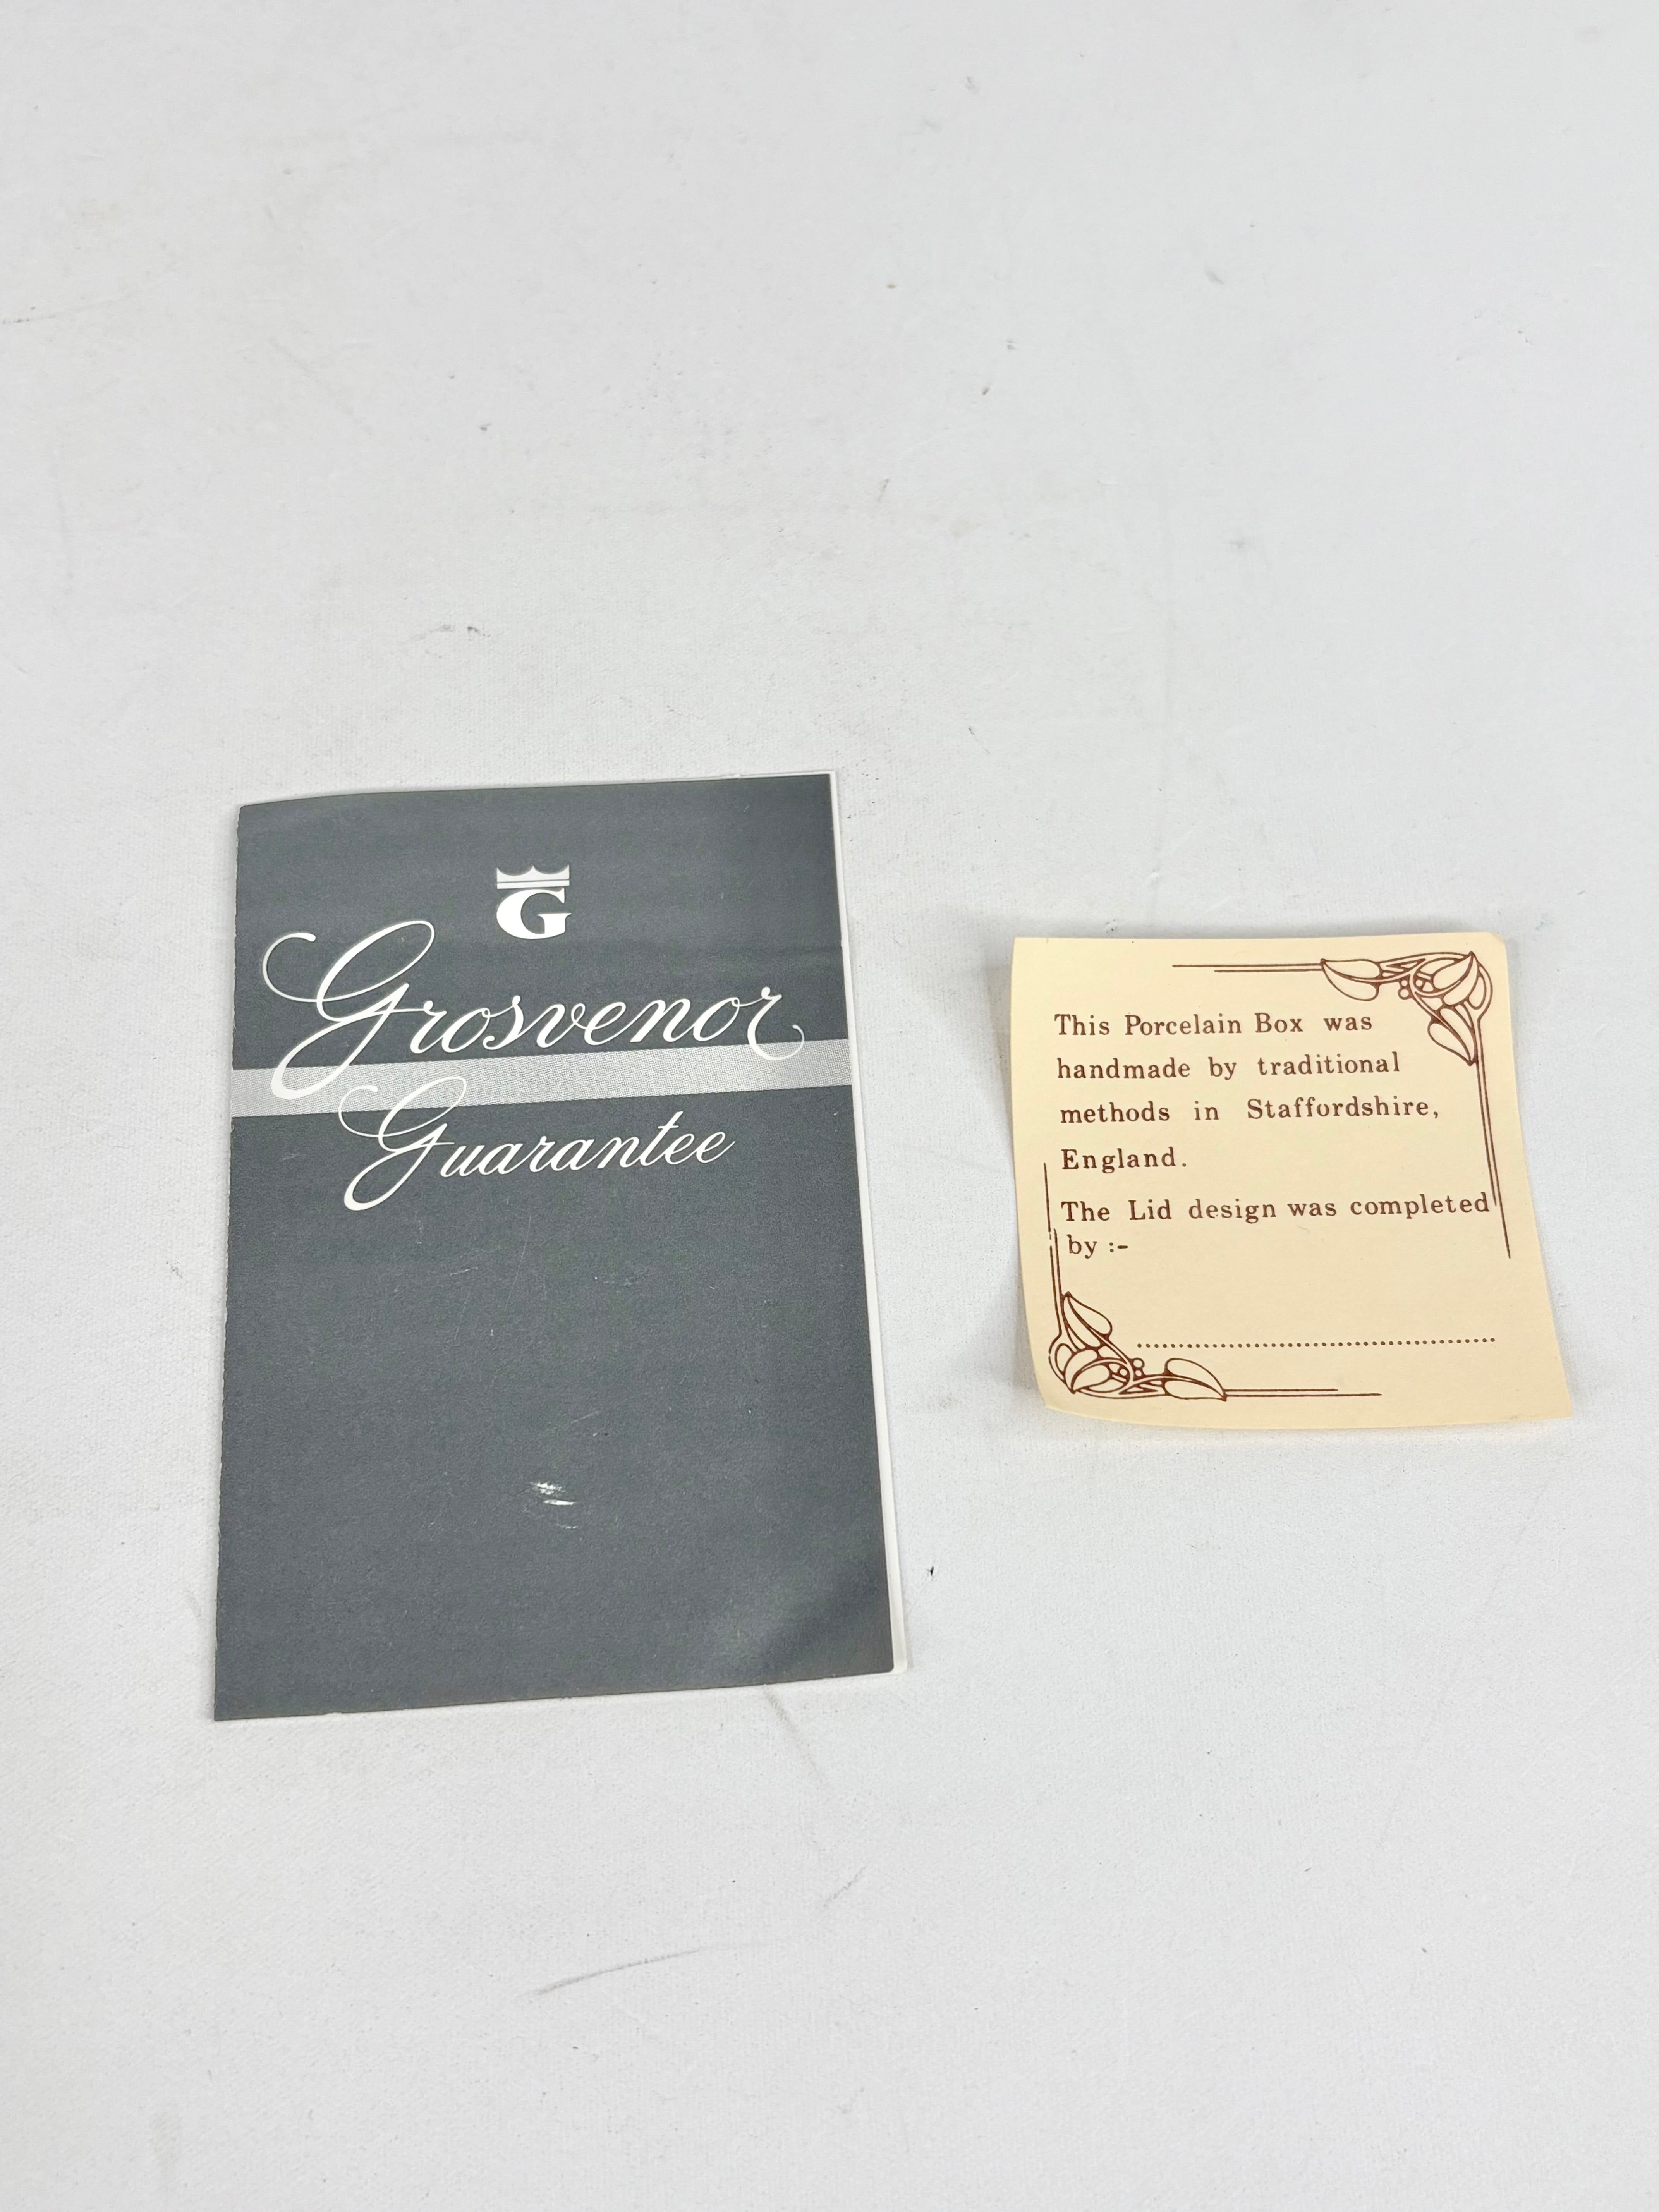 G
Grosvenor
Guarantee
This Porcelain Box was
handmade by traditional
methods in Staffordshire,
England.
The Lid design was completed
by :-